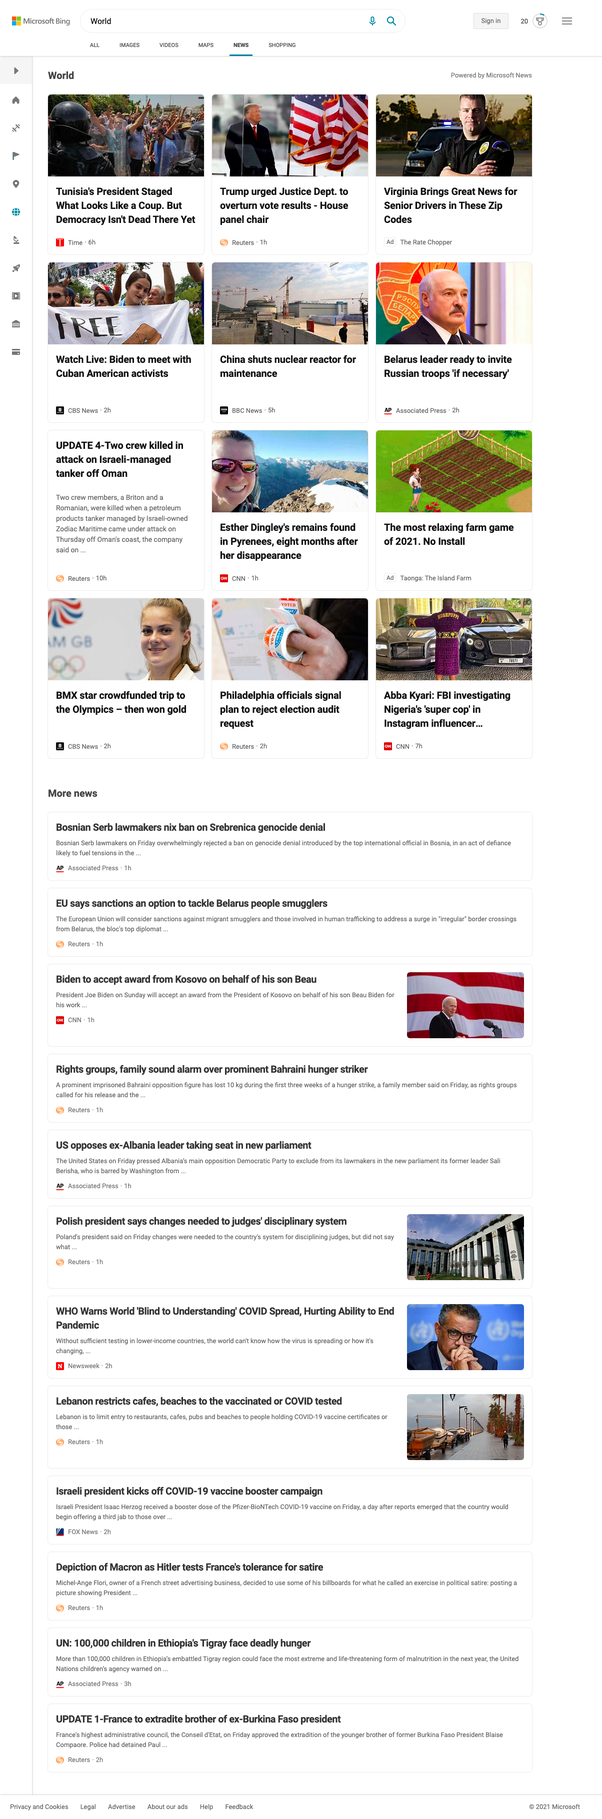 Microsoft Bing
World
Sign in
20
ALL IMAGES VIDEOS MAPS NEWS SHOPPING
World
Powered by Microsoft News
Tunisia's President Staged
What Looks Like a Coup. But
Democracy Isn't Dead There Yet
Time · 6h
Trump urged Justice Dept. to
overturn vote results - House
panel chair
Reuters · 1h
Virginia Brings Great News for
Senior Drivers in These Zip
Codes
Ad The Rate Chopper
FREE
Watch Live: Biden to meet with
Cuban American activists
CBS News · 2h
China shuts nuclear reactor for
maintenance
BBC News · 5h
Belarus leader ready to invite
Russian troops 'if necessary'
AP Associated Press · 2h
UPDATE 4-Two crew killed in
attack on Israeli-managed
tanker off Oman
Two crew members, a Briton and a
Romanian, were killed when a petroleum
products tanker managed by Israeli-owned
Zodiac Maritime came under attack on
Thursday off Oman's coast, the company
said on ...
Reuters · 10h
Esther Dingley's remains found
in Pyrenees, eight months after
her disappearance
CNN · 1h
The most relaxing farm game
of 2021. No Install
Ad Taonga: The Island Farm
AM GB
BMX star crowdfunded trip to
the Olympics – then won gold
CBS News · 2h
Philadelphia officials signal
plan to reject election audit
request
Reuters · 2h
Abba Kyari: FBI investigating
Nigeria's 'super cop' in
Instagram influencer...
CNN · 7h
More news
Bosnian Serb lawmakers nix ban on Srebrenica genocide denial
Bosnian Serb lawmakers on Friday overwhelmingly rejected a ban on genocide denial introduced by the top international official in Bosnia, in an act of defiance
likely to fuel tensions in the ...
AP Associated Press · 1h
EU says sanctions an option to tackle Belarus people smugglers
The European Union will consider sanctions against migrant smugglers and those involved in human trafficking to address a surge in "irregular" border crossings
from Belarus, the bloc's top diplomat ...
Reuters · 1h
Biden to accept award from Kosovo on behalf of his son Beau
President Joe Biden on Sunday will accept an award from the President of Kosovo on behalf of his son Beau Biden for
his work ...
CNN · 1h
Rights groups, family sound alarm over prominent Bahraini hunger striker
A prominent imprisoned Bahraini opposition figure has lost 10 kg during the first three weeks of a hunger strike, a family member said on Friday, as rights groups
called for his release and the ...
Reuters · 1h
US opposes ex-Albania leader taking seat in new parliament
The United States on Friday pressed Albania's main opposition Democratic Party to exclude from its lawmakers in the new parliament its former leader Sali
Berisha, who is barred by Washington from ...
AP Associated Press · 1h
Polish president says changes needed to judges' disciplinary system
Poland's president said on Friday changes were needed to the country's system for disciplining judges, but did not say
what ...
Reuters · 1h
WHO Warns World 'Blind to Understanding' COVID Spread, Hurting Ability to End
Pandemic
Without sufficient testing in lower-income countries, the world can't know how the virus is spreading or how it's
changing, ...
Newsweek · 2h
Lebanon restricts cafes, beaches to the vaccinated or COVID tested
Lebanon is to limit entry to restaurants, cafes, pubs and beaches to people holding COVID-19 vaccine certificates or
those ...
Reuters · 1h
Israeli president kicks off COVID-19 vaccine booster campaign
Israeli President Isaac Herzog received a booster dose of the Pfizer-BioNTech COVID-19 vaccine on Friday, a day after reports emerged that the country would
begin offering a third jab to those over ...
FOX News · 2h
Depiction of Macron as Hitler tests France's tolerance for satire
Michel-Ange Flori, owner of a French street advertising business, decided to use some of his billboards for what he called an exercise in political satire: posting a
picture showing President ...
Reuters · 1h
UN: 100,000 children in Ethiopia's Tigray face deadly hunger
More than 100,000 children in Ethiopia's embattled Tigray region could face the most extreme and life-threatening form of malnutrition in the next year, the United
Nations children's agency warned on ...
AP Associated Press · 3h
UPDATE 1-France to extradite brother of ex-Burkina Faso president
France's highest administrative council, the Conseil d'Etat, on Friday approved the extradition of the younger brother of former Burkina Faso President Blaise
Compaore. Police had detained Paul ...
Reuters · 2h
Privacy and Cookies Legal Advertise About our ads Help Feedback
© 2021 Microsoft